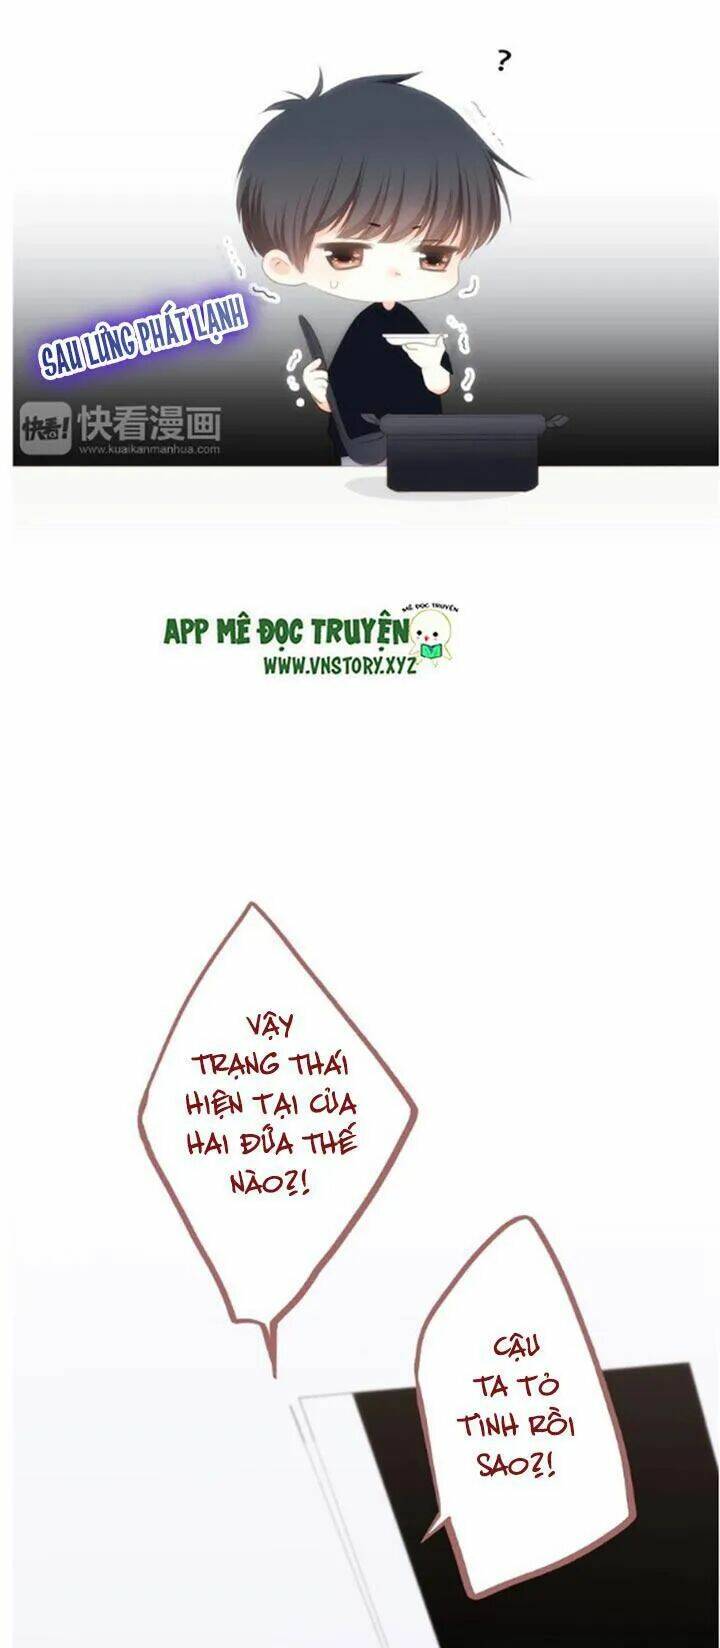 ?
SAU LƯNG PHÁT LẠNH
快看! 快看漫画
www.kuaikanmanhua.com
MÊ ĐỌC TRUYỆN
APP MÊ ĐỌC TRUYỆN
WWW.VNSTORY.XYZ
VẬY
TRẠNG THÁI
HIỆN TẠI CỦA
HAI ĐỨA THẾ
NÀO?!
CẬU
TA TỎ
TÌNH RỒI
SAO?!